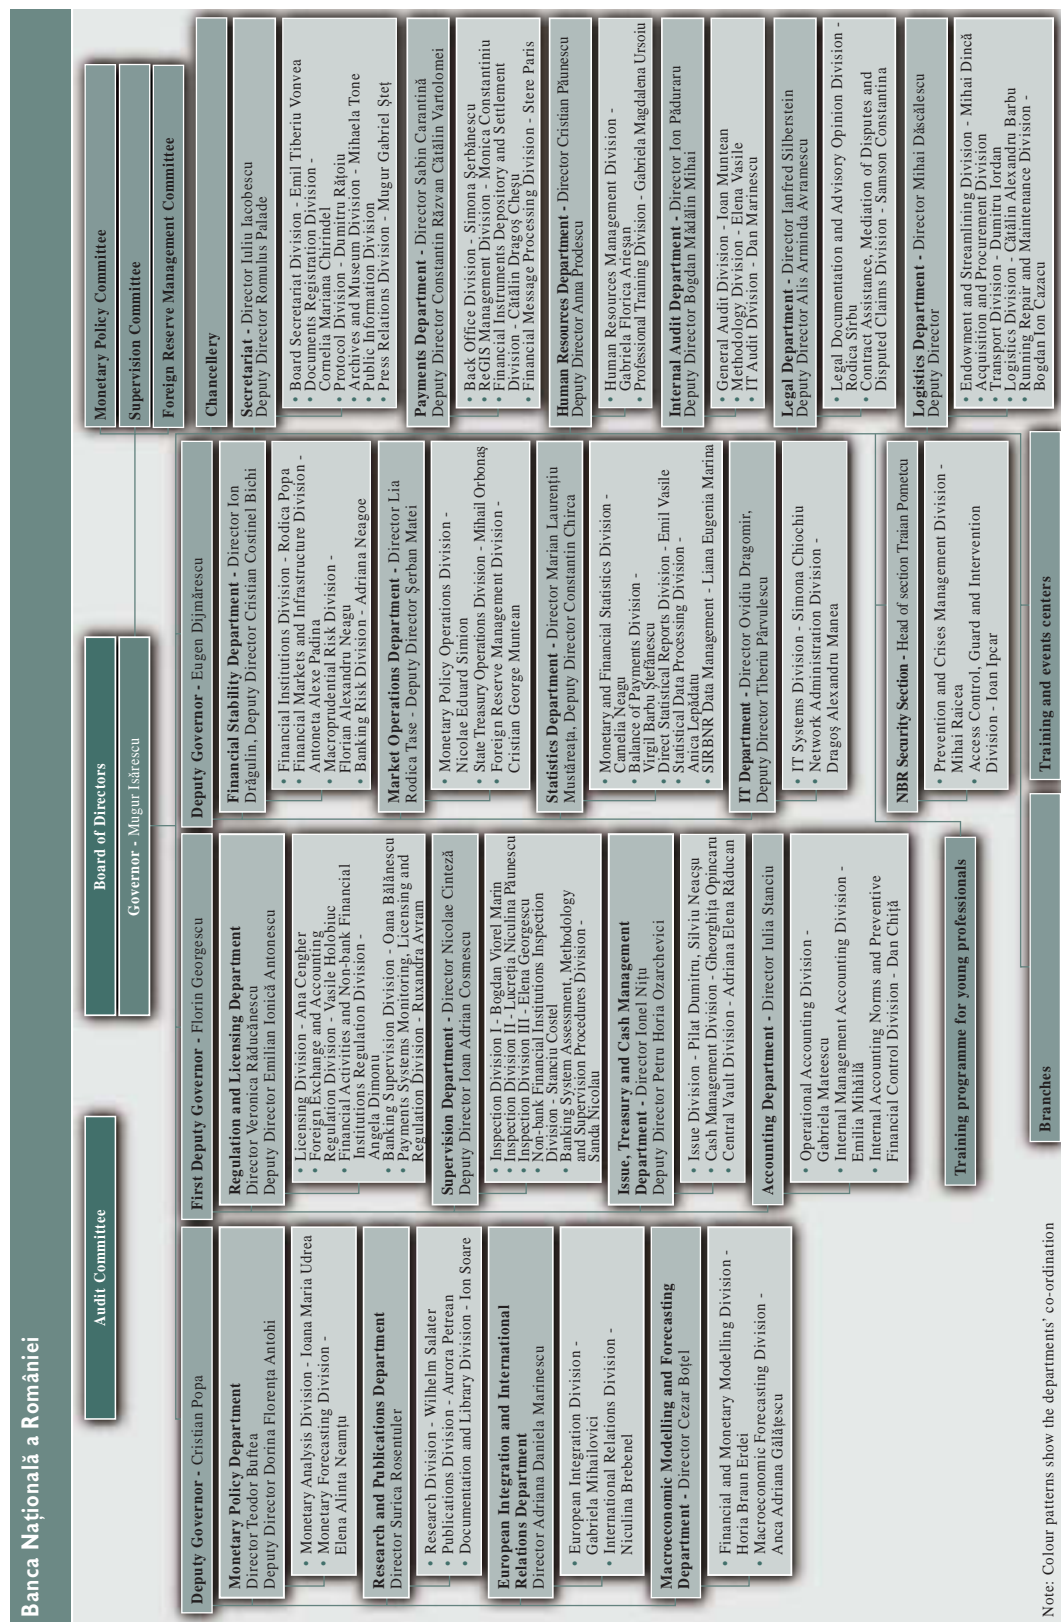 Banca Națională a României
Audit Committee
Board of Directors
Governor - Mugur Isărescu
Monetary Policy Committee
Supervision Committee
Foreign Reserve Management Committee
Deputy Governor - Cristian Popa
Monetary Policy Department
Director Teodor Buftea
Deputy Director Dorina Florența Antohi
• Monetary Analysis Division - Ioana Maria Udrea
• Monetary Forecasting Division -
Elena Alinta Neamțu
Research and Publications Department
Director Surica Rosentuler
• Research Division - Wilhelm Salater
• Publications Division - Aurora Petrean
• Documentation and Library Division - Ion Soare
European Integration and International
Relations Department
Director Adriana Daniela Marinescu
• European Integration Division -
Gabriela Mihailovici
• International Relations Division -
Niculina Brebenel
Macroeconomic Modelling and Forecasting
Department - Director Cezar Boțel
• Financial and Monetary Modelling Division -
Horia Braun Erdei
• Macroeconomic Forecasting Division -
Anca Adriana Gălățescu
First Deputy Governor - Florin Georgescu
Regulation and Licensing Department
Director Veronica Răducănescu
Deputy Director Emilian Ionică Antonescu
• Licensing Division - Ana Cengher
• Foreign Exchange and Accounting
Regulation Division - Vasile Holobiuc
• Financial Activities and Non-bank Financial
Institutions Regulation Division -
Angela Dimonu
• Banking Supervision Division - Oana Bălănescu
• Payments Systems Monitoring, Licensing and
Regulation Division - Ruxandra Avram
Supervision Department - Director Nicolae Cinteză
Deputy Director Ioan Adrian Cosmescu
• Inspection Division I - Bogdan Viorel Marin
• Inspection Division II - Lucreția Niculina Păunescu
• Inspection Division III - Elena Georgescu
• Non-bank Financial Institutions Inspection
Division - Stanciu Costel
• Banking System Assessment, Methodology
and Supervision Procedures Division -
Sanda Nicolau
Issue, Treasury and Cash Management
Department - Director Ionel Nițu
Deputy Director Petru Horia Ozarchevici
• Issue Division - Pilat Dumitru, Silviu Neacșu
• Cash Management Division - Gheorghița Opincaru
• Central Vault Division - Adriana Elena Răducan
Accounting Department - Director Iulia Stanciu
• Operational Accounting Division -
Gabriela Mateescu
• Internal Management Accounting Division -
Emilia Mihăilă
• Internal Accounting Norms and Preventive
Financial Control Division - Dan Chiță
Deputy Governor - Eugen Dijmărescu
Financial Stability Department - Director Ion
Drăgulin, Deputy Director Cristian Costinel Bichi
• Financial Institutions Division - Rodica Popa
• Financial Markets and Infrastructure Division -
Antoneta Alexe Padina
• Macroprudential Risk Division -
Florian Alexandru Neagu
• Banking Risk Division - Adriana Neagoe
Market Operations Department - Director Lia
Rodica Tase - Deputy Director Șerban Matei
• Monetary Policy Operations Division -
Nicolae Eduard Simion
• State Treasury Operations Division - Mihail Orbonaș
• Foreign Reserve Management Division -
Cristian George Muntean
Statistics Department - Director Marian Laurențiu
Mustăreața, Deputy Director Constantin Chirca
• Monetary and Financial Statistics Division -
Camelia Neagu
• Balance of Payments Division -
Virgil Barbu Ștefănescu
• Direct Statistical Reports Division - Emil Vasile
• Statistical Data Processing Division -
Anica Lepădatu
• SIRBNR Data Management - Liana Eugenia Marina
IT Department - Director Ovidiu Dragomir,
Deputy Director Tiberiu Pârvulescu
• IT Systems Division - Simona Chiochiu
• Network Administration Division -
Dragoș Alexandru Manea
NBR Security Section - Head of section Traian Pometcu
• Prevention and Crises Management Division -
Mihai Raicea
• Access Control, Guard and Intervention
Division - Ioan Ipcar
Chancellery
Secretariat - Director Iuliu Iacobescu
Deputy Director Romulus Palade
• Board Secretariat Division - Emil Tiberiu Vonvea
• Documents Registration Division -
Cornelia Mariana Chirindel
• Protocol Division - Dumitru Rățoiu
• Archives and Museum Division - Mihaela Tone
• Public Information Division
• Press Relations Division - Mugur Gabriel Șteț
Payments Department - Director Sabin Carantină
Deputy Director Constantin Răzvan Cătălin Vartolomei
• Back Office Division - Simona Șerbănescu
• ReGIS Management Division - Monica Constantiniu
• Financial Instruments Depository and Settlement
Division - Cătălin Dragoș Cheșu
• Financial Message Processing Division - Stere Paris
Human Resources Department - Director Cristian Păunescu
Deputy Director Anna Prodescu
• Human Resources Management Division -
Gabriela Florica Arieșan
• Professional Training Division - Gabriela Magdalena Ursoiu
Internal Audit Department - Director Ion Păduraru
Deputy Director Bogdan Mădălin Mihai
• General Audit Division - Ioan Muntean
• Methodology Division - Elena Vasile
• IT Audit Division - Dan Marinescu
Legal Department - Director Ianfred Silberstein
Deputy Director Alis Arminda Avramescu
• Legal Documentation and Advisory Opinion Division -
Rodica Sîrbu
• Contract Assistance, Mediation of Disputes and
Disputed Claims Division - Samson Constantina
Logistics Department - Director Mihai Dăscălescu
Deputy Director
• Endowment and Streamlining Division - Mihai Dincă
• Acquisition and Procurement Division
• Transport Division - Dumitru Iordan
• Logistics Division - Cătălin Alexandru Barbu
• Running Repair and Maintenance Division -
Bogdan Ion Cazacu
Training programme for young professionals
Branches
Training and events centers
Note: Colour patterns show the departments' co-ordination